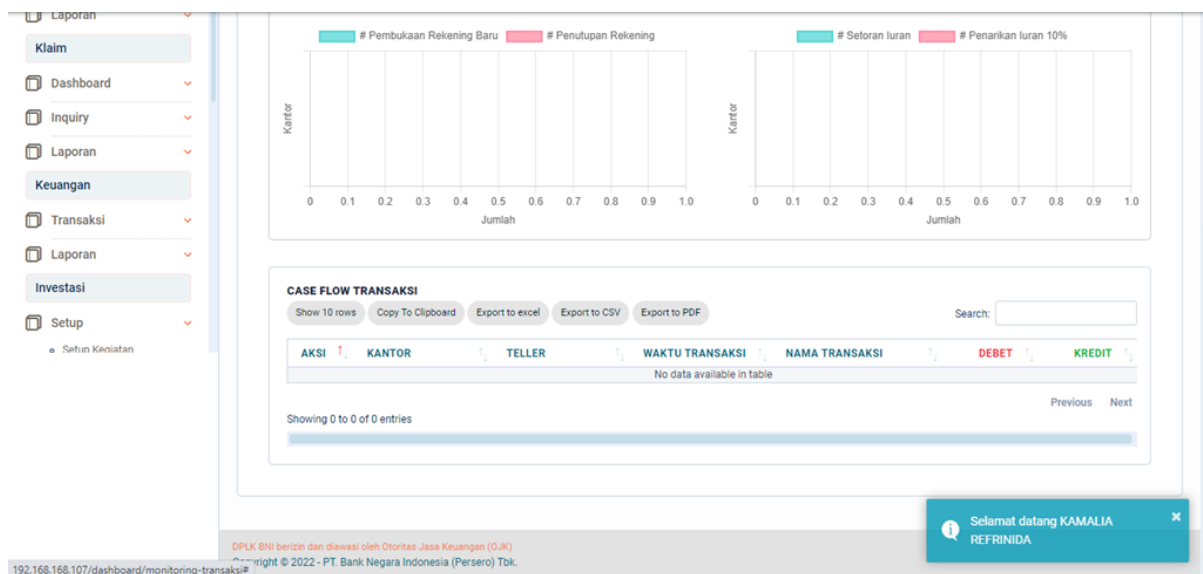 Laporan
Klaim
Dashboard
Inquiry
Laporan
Keuangan
Transaksi
Laporan
Investasi
Setup
Setup Kegiatan
# Pembukaan Rekening Baru # Penutupan Rekening
Kantor
0 0.1 0.2 0.3 0.4 0.5 0.6 0.7 0.8 0.9 1.0
Jumlah
# Setoran Iuran # Penarikan Iuran 10%
Kantor
0 0.1 0.2 0.3 0.4 0.5 0.6 0.7 0.8 0.9 1.0
Jumlah
CASE FLOW TRANSAKSI
Show 10 rows Copy To Clipboard Export to excel Export to CSV Export to PDF Search:
AKSI KANTOR TELLER WAKTU TRANSAKSI NAMA TRANSAKSI DEBET KREDIT
No data available in table
Previous Next
Showing 0 to 0 of 0 entries
Selamat datang KAMALIA
REFRINIDA
DPLK BNI berizin dan diawasi oleh Otoritas Jasa Keuangan (OJK)
Copyright © 2022 - PT. Bank Negara Indonesia (Persero) Tbk.
192.168.168.107/dashboard/monitoring-transaksi#